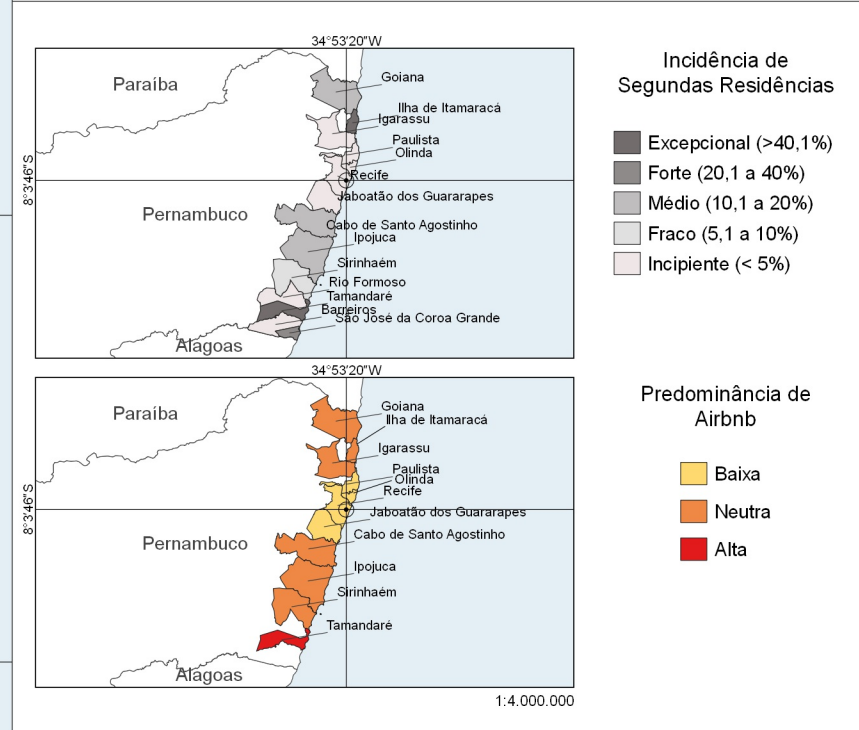 34°53'20"W
Paraíba
Goiana
Ilha de Itamaracá
Igarassu
Paulista
Olinda
Recife
8°3'46"S
Jaboatão dos Guararapes
Pernambuco
Cabo de Santo Agostinho
Ipojuca
Sirinhaém
Rio Formoso
Tamandaré
Barreiros
São José da Coroa Grande
Alagoas
Incidência de
Segundas Residências
Excepcional (>40,1%)
Forte (20,1 a 40%)
Médio (10,1 a 20%)
Fraco (5,1 a 10%)
Incipiente (< 5%)
34°53'20"W
Paraíba
Goiana
Ilha de Itamaracá
Igarassu
Paulista
Olinda
Recife
8°3'46"S
Jaboatão dos Guararapes
Cabo de Santo Agostinho
Pernambuco
Ipojuca
Sirinhaém
Tamandaré
Alagoas
Predominância de
Airbnb
Baixa
Neutra
Alta
1:4.000.000